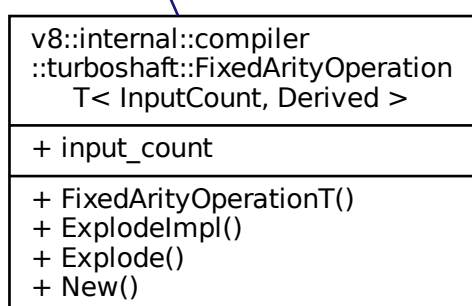 v8::internal::compiler
::turboshaft::FixedArityOperation
T< InputCount, Derived >
+ input_count
+ FixedArityOperationT()
+ ExplodeImpl()
+ Explode()
+ New()